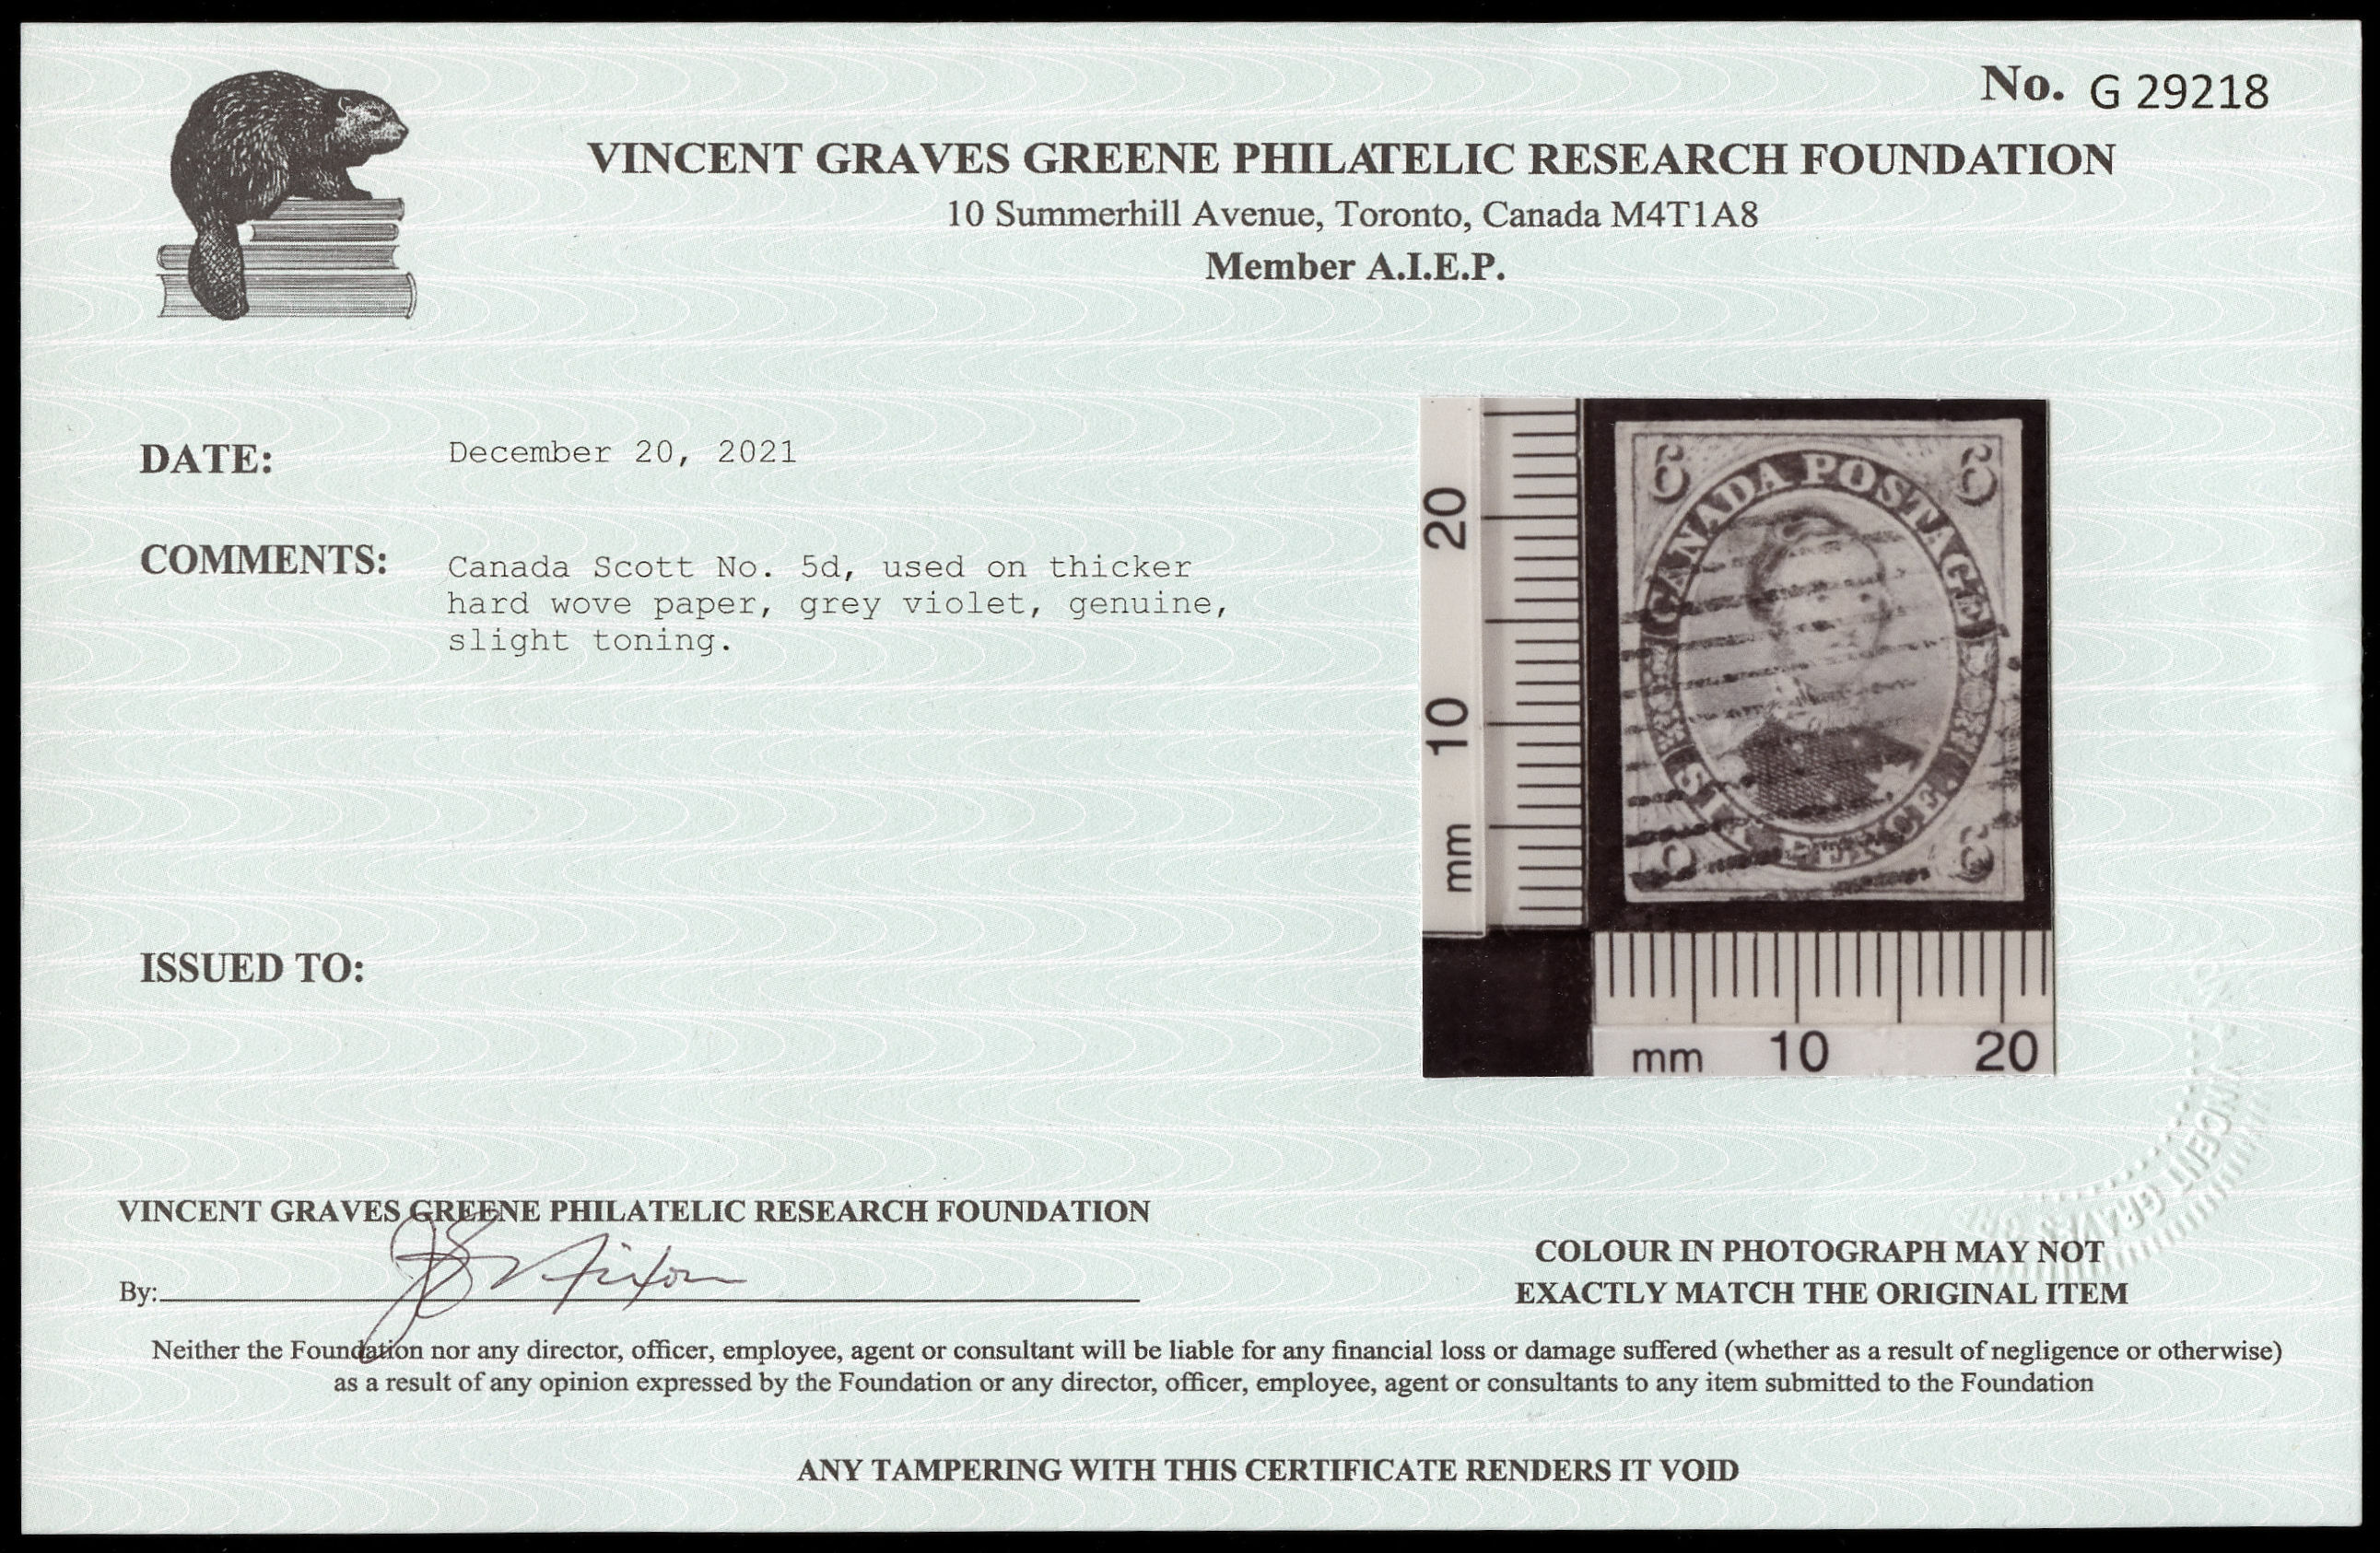 No. G 29218
VINCENT GRAVES GREENE PHILATELIC RESEARCH FOUNDATION
10 Summerhill Avenue, Toronto, Canada M4T1A8
Member A.I.E.P.
DATE: December 20, 2021
COMMENTS: Canada Scott No. 5d, used on thicker
hard wove paper, grey violet, genuine,
slight toning.
20
10
mm
6 6
CANADA POSTAGE
SIX PENCE.
mm 10 20
ISSUED TO:
VINCENT GRAVES
VINCENT GRAVES GREENE PHILATELIC RESEARCH FOUNDATION
By:
COLOUR IN PHOTOGRAPH MAY NOT
EXACTLY MATCH THE ORIGINAL ITEM
Neither the Foundation nor any director, officer, employee, agent or consultant will be liable for any financial loss or damage suffered (whether as a result of negligence or otherwise)
as a result of any opinion expressed by the Foundation or any director, officer, employee, agent or consultants to any item submitted to the Foundation
ANY TAMPERING WITH THIS CERTIFICATE RENDERS IT VOID